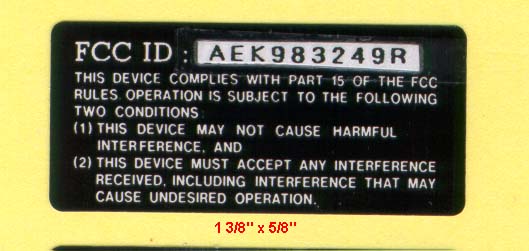 FCC ID : AEK983249R
THIS DEVICE COMPLIES WITH PART 15 OF THE FCC
RULES. OPERATION IS SUBJECT TO THE FOLLOWING
TWO CONDITIONS:
(1) THIS DEVICE MAY NOT CAUSE HARMFUL
INTERFERENCE, AND
(2) THIS DEVICE MUST ACCEPT ANY INTERFERENCE
RECEIVED, INCLUDING INTERFERENCE THAT MAY
CAUSE UNDESIRED OPERATION.
1 3/8" x 5/8"